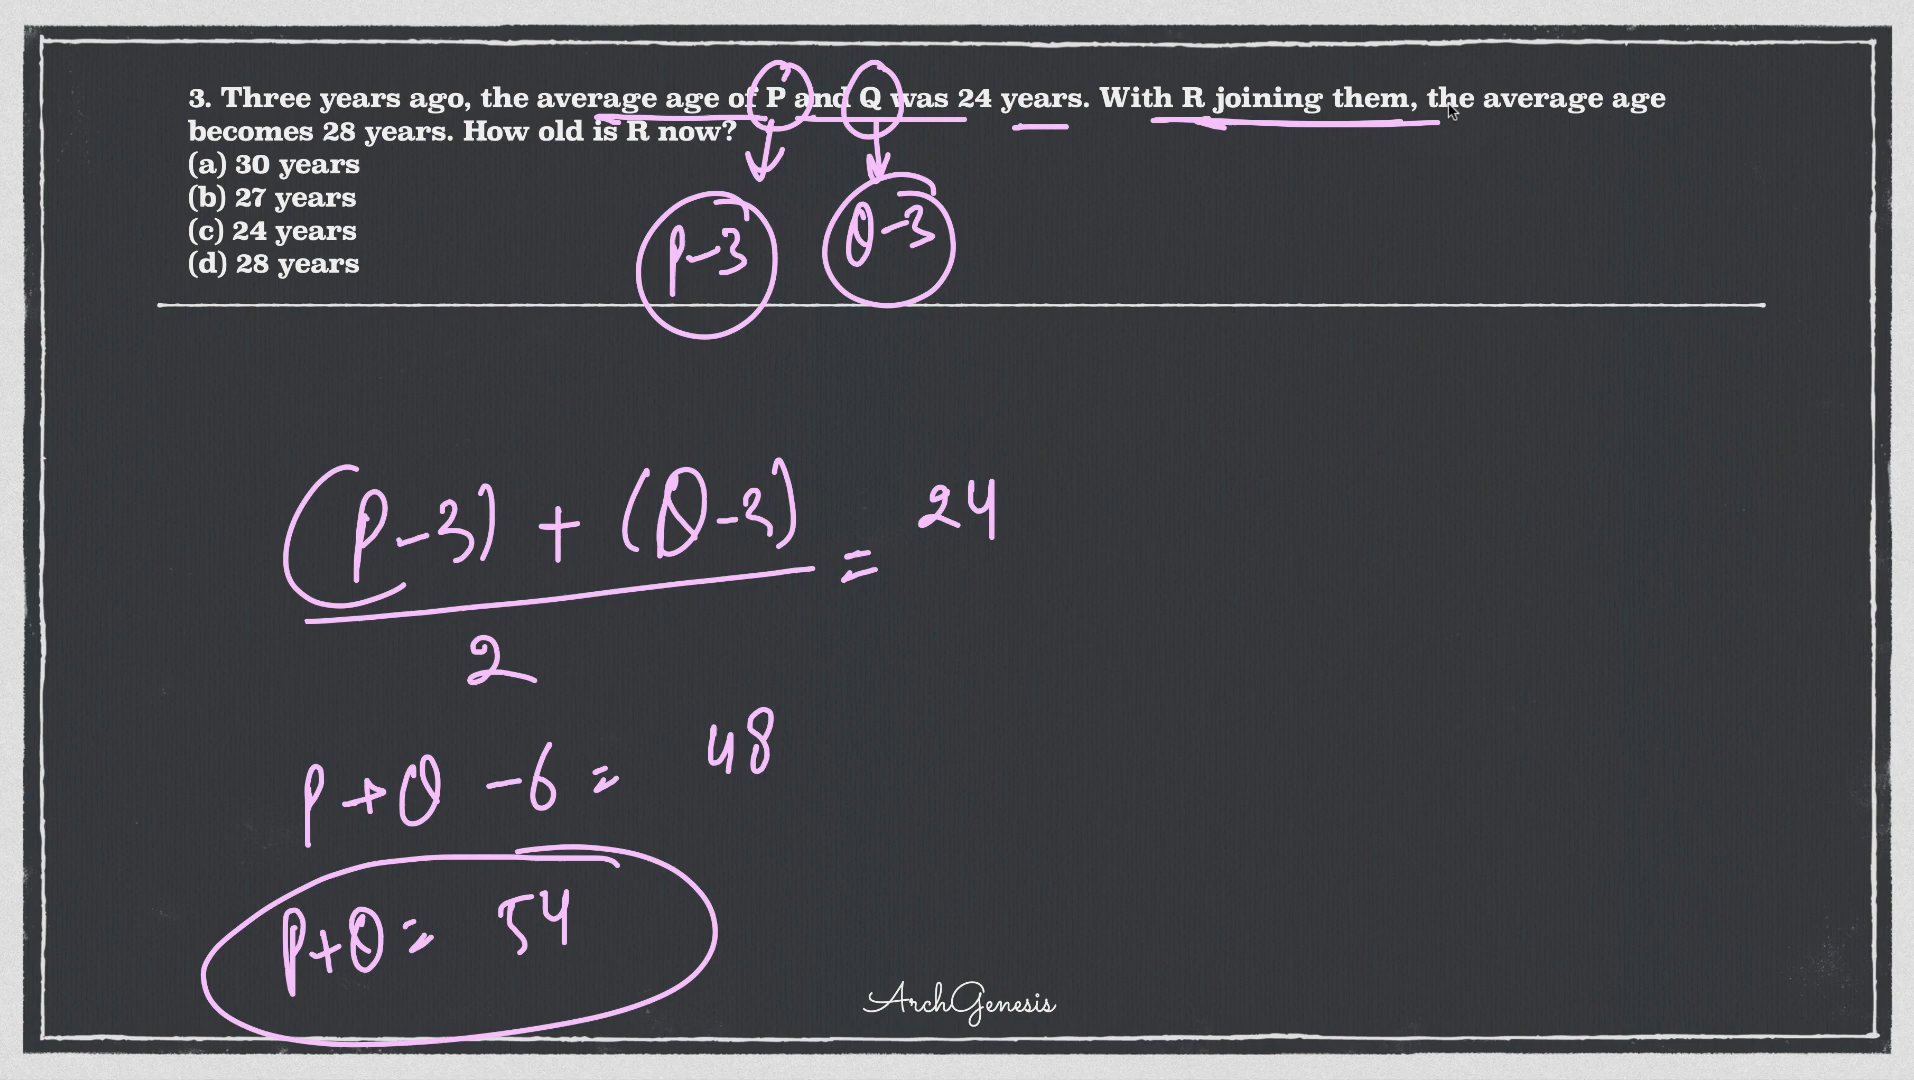 3. Three years ago, the average age of P and Q was 24 years. With R joining them, the average age
becomes 28 years. How old is R now?
(a) 30 years
(b) 27 years
(c) 24 years
(d) 28 years
P-3
Q-3
(P-3) + (Q-3) = 24
2
P+Q -6 = 48
P+Q = 54
ArchGenesis